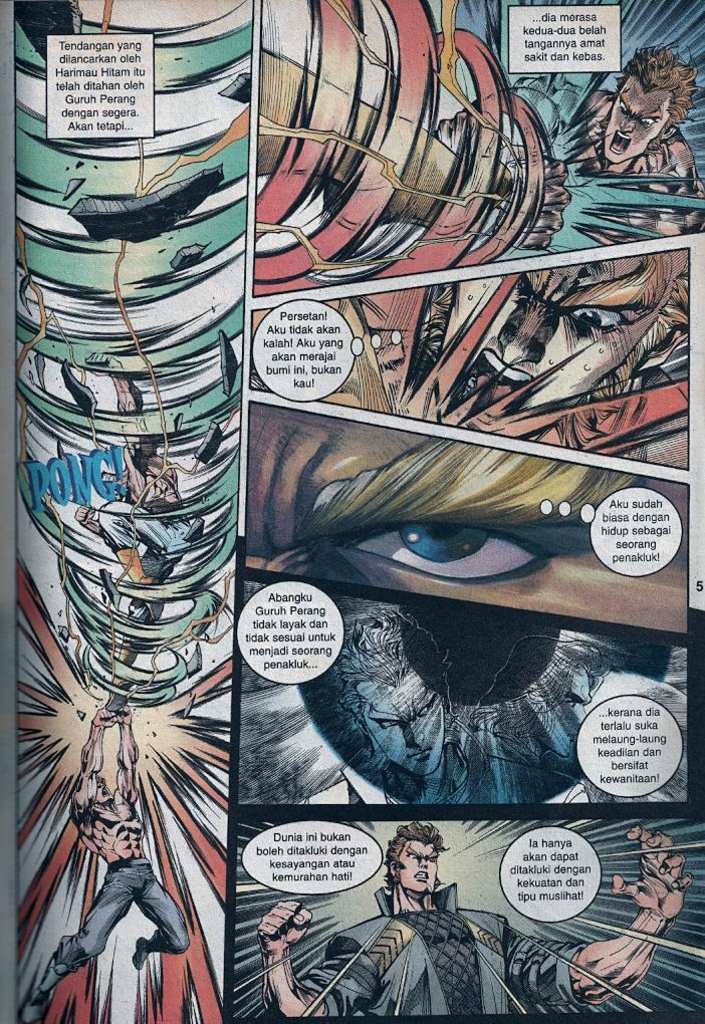 Tendangan yang
dilancarkan oleh
Harimau Hitam itu
telah ditahan oleh
Guruh Perang
dengan segera.
Akan tetapi...
PONG!
...dia merasa
kedua-dua belah
tangannya amat
sakit dan kebas.
Persetan!
Aku tidak akan
kalah! Aku yang
akan merajai
bumi ini, bukan
kau!
Aku sudah
biasa dengan
hidup sebagai
seorang
penakluk!
5
Abangku
Guruh Perang
tidak layak dan
tidak sesuai untuk
menjadi seorang
penakluk...
...kerana dia
terlalu suka
melaung-laung
keadilan dan
bersifat
kewanitaan!
Dunia ini bukan
boleh ditakluki dengan
kesayangan atau
kemurahan hati!
Ia hanya
akan dapat
ditakluki dengan
kekuatan dan
tipu muslihat!